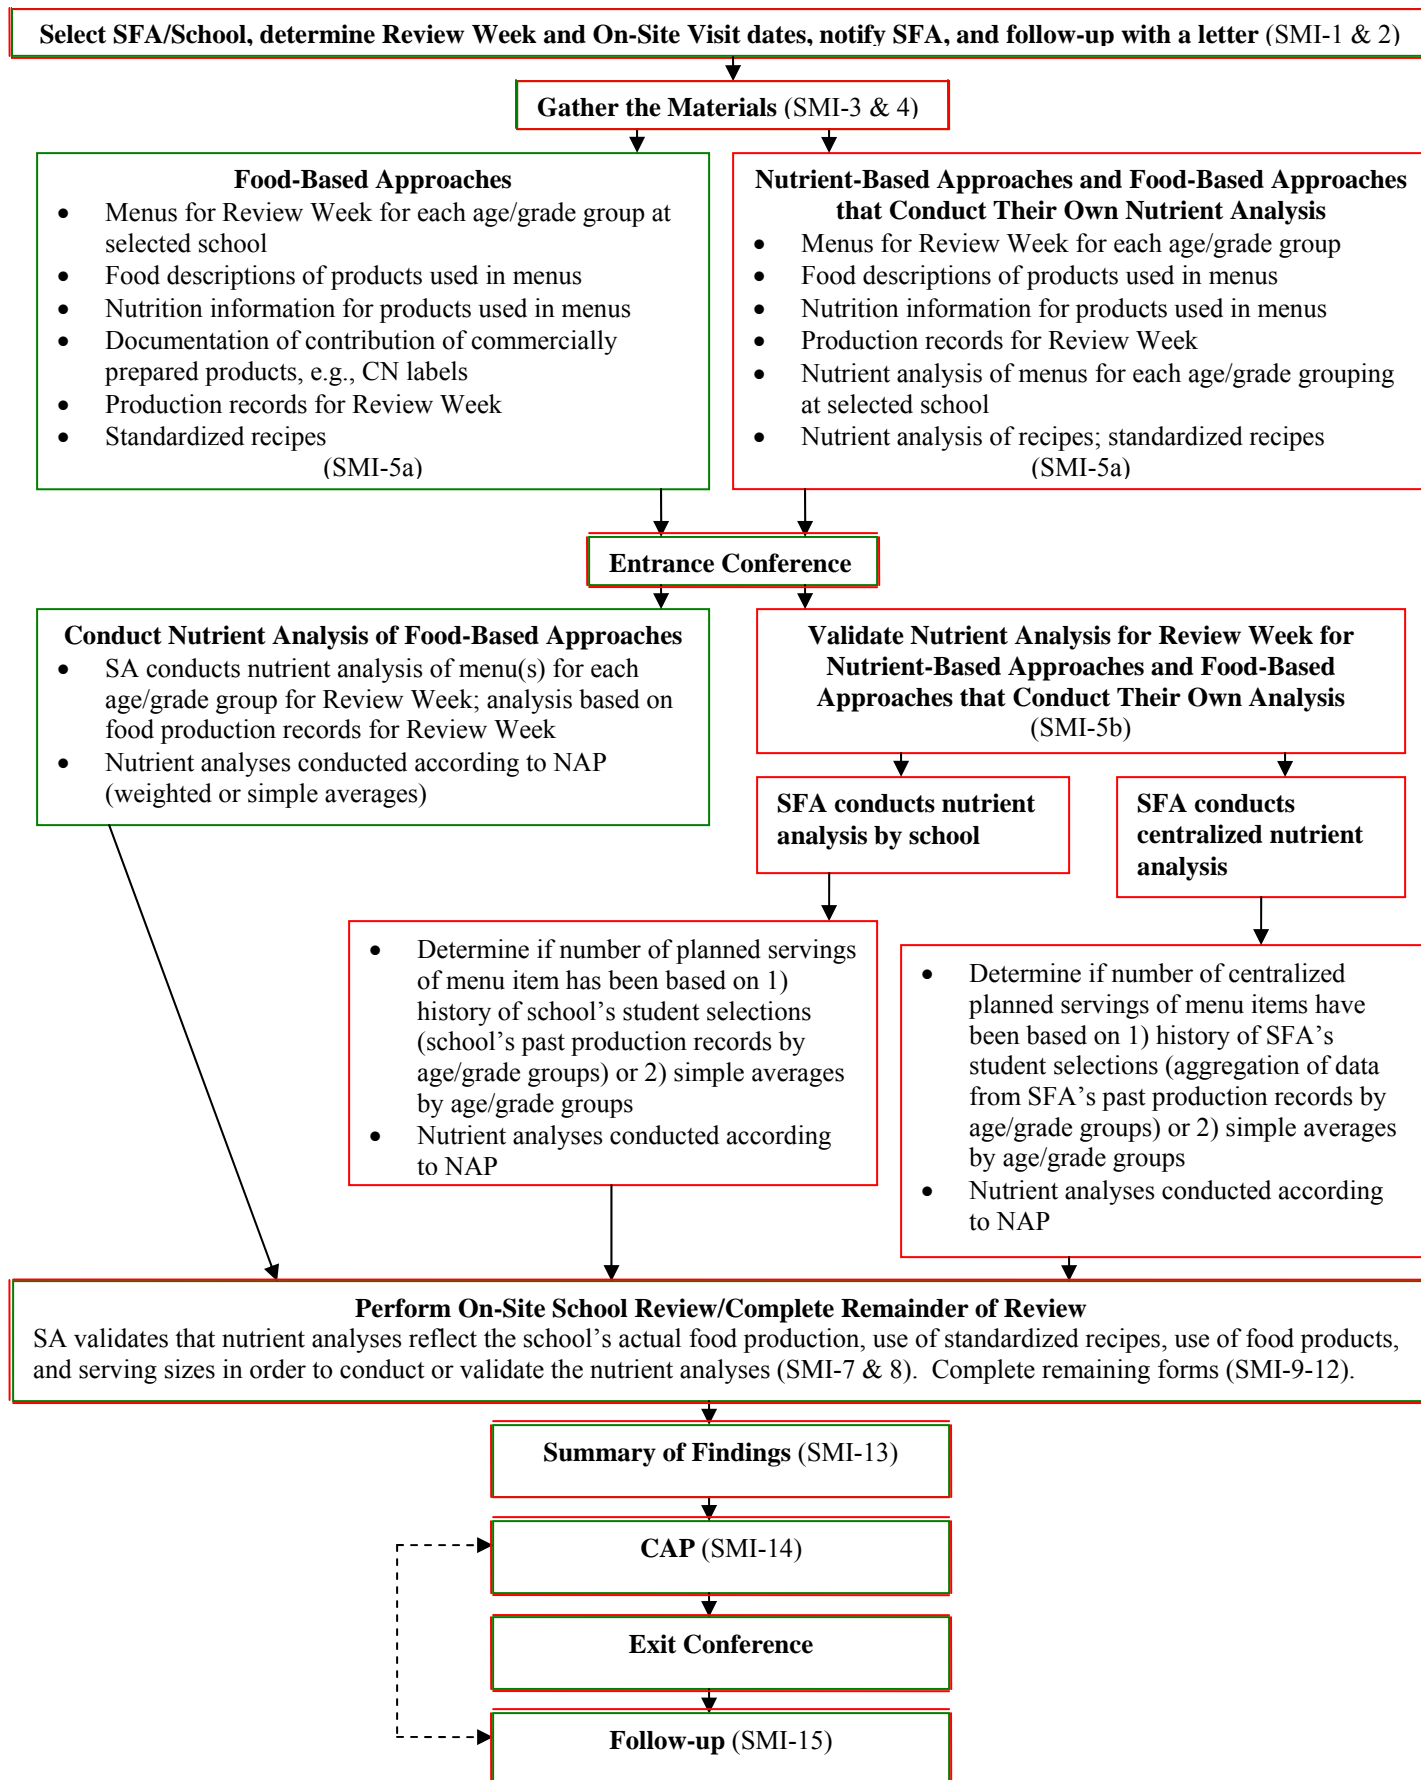 Select SFA/School, determine Review Week and On-Site Visit dates, notify SFA, and follow-up with a letter (SMI-1 & 2)
Gather the Materials (SMI-3 & 4)
Food-Based Approaches
• Menus for Review Week for each age/grade group at
selected school
• Food descriptions of products used in menus
• Nutrition information for products used in menus
• Documentation of contribution of commercially
prepared products, e.g., CN labels
• Production records for Review Week
• Standardized recipes
(SMI-5a)
Nutrient-Based Approaches and Food-Based Approaches
that Conduct Their Own Nutrient Analysis
• Menus for Review Week for each age/grade group
• Food descriptions of products used in menus
• Nutrition information for products used in menus
• Production records for Review Week
• Nutrient analysis of menus for each age/grade grouping
at selected school
• Nutrient analysis of recipes; standardized recipes
(SMI-5a)
Entrance Conference
Conduct Nutrient Analysis of Food-Based Approaches
• SA conducts nutrient analysis of menu(s) for each
age/grade group for Review Week; analysis based on
food production records for Review Week
• Nutrient analyses conducted according to NAP
(weighted or simple averages)
Validate Nutrient Analysis for Review Week for
Nutrient-Based Approaches and Food-Based
Approaches that Conduct Their Own Analysis
(SMI-5b)
SFA conducts nutrient
analysis by school
SFA conducts
centralized nutrient
analysis
• Determine if number of planned servings
of menu item has been based on 1)
history of school’s student selections
(school’s past production records by
age/grade groups) or 2) simple averages
by age/grade groups
• Nutrient analyses conducted according
to NAP
• Determine if number of centralized
planned servings of menu items have
been based on 1) history of SFA’s
student selections (aggregation of data
from SFA’s past production records by
age/grade groups) or 2) simple averages
by age/grade groups
• Nutrient analyses conducted according
to NAP
Perform On-Site School Review/Complete Remainder of Review
SA validates that nutrient analyses reflect the school’s actual food production, use of standardized recipes, use of food products,
and serving sizes in order to conduct or validate the nutrient analyses (SMI-7 & 8).  Complete remaining forms (SMI-9-12).
Summary of Findings (SMI-13)
CAP (SMI-14)
Exit Conference
Follow-up (SMI-15)